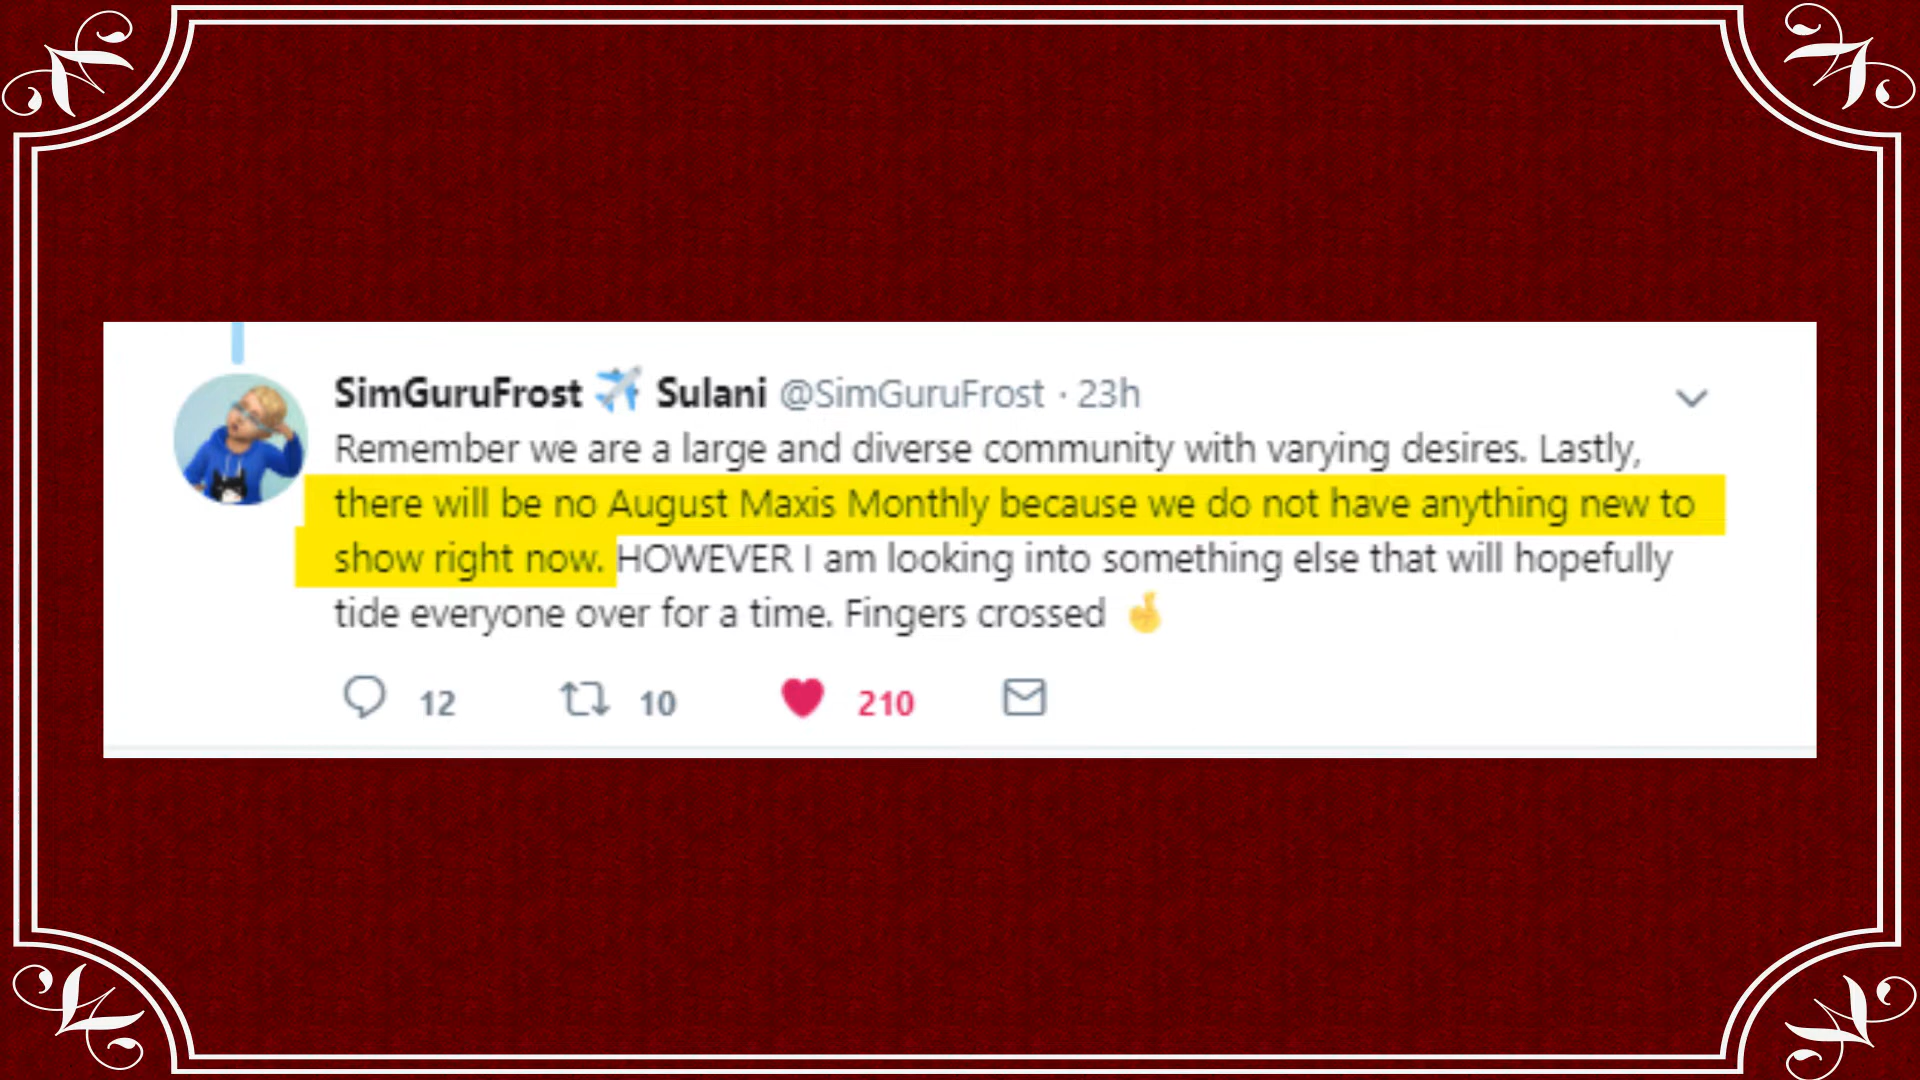 SimGuruFrost ✈️ Sulani @SimGuruFrost · 23h
Remember we are a large and diverse community with varying desires. Lastly,
there will be no August Maxis Monthly because we do not have anything new to
show right now. HOWEVER I am looking into something else that will hopefully
tide everyone over for a time. Fingers crossed 🤞
12 10 210